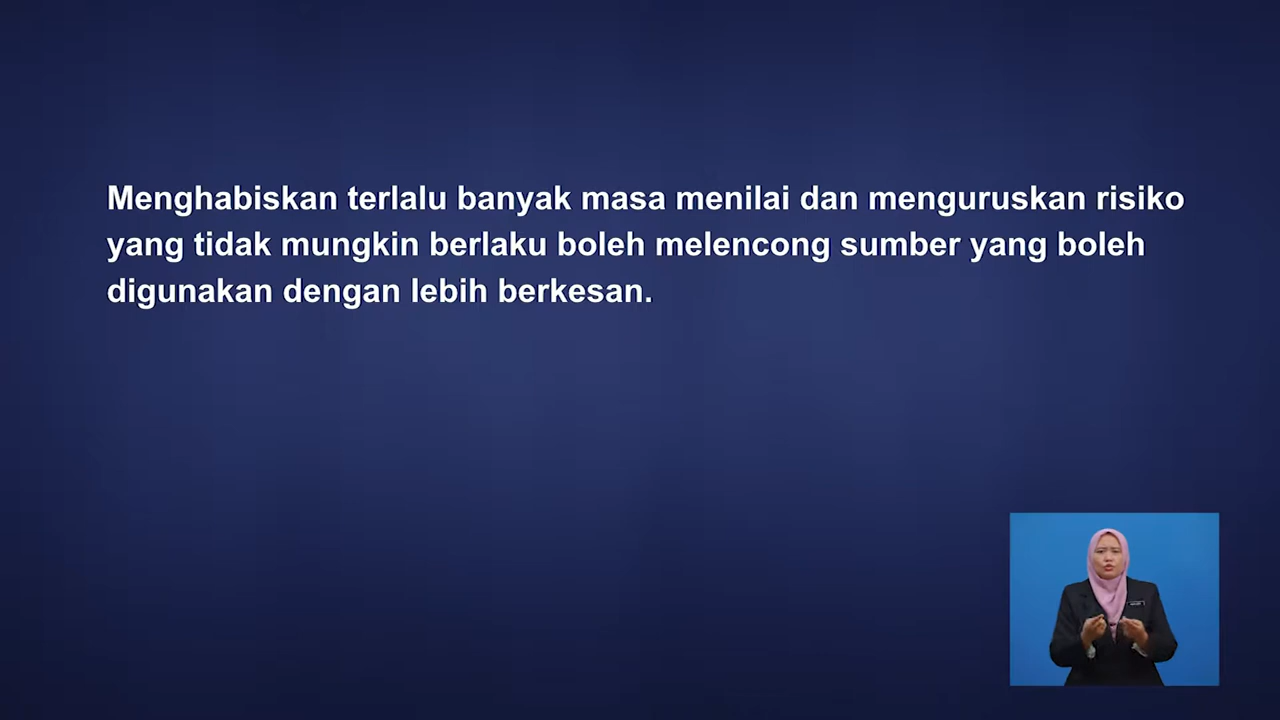 Menghabiskan terlalu banyak masa menilai dan menguruskan risiko
yang tidak mungkin berlaku boleh melencong sumber yang boleh
digunakan dengan lebih berkesan.